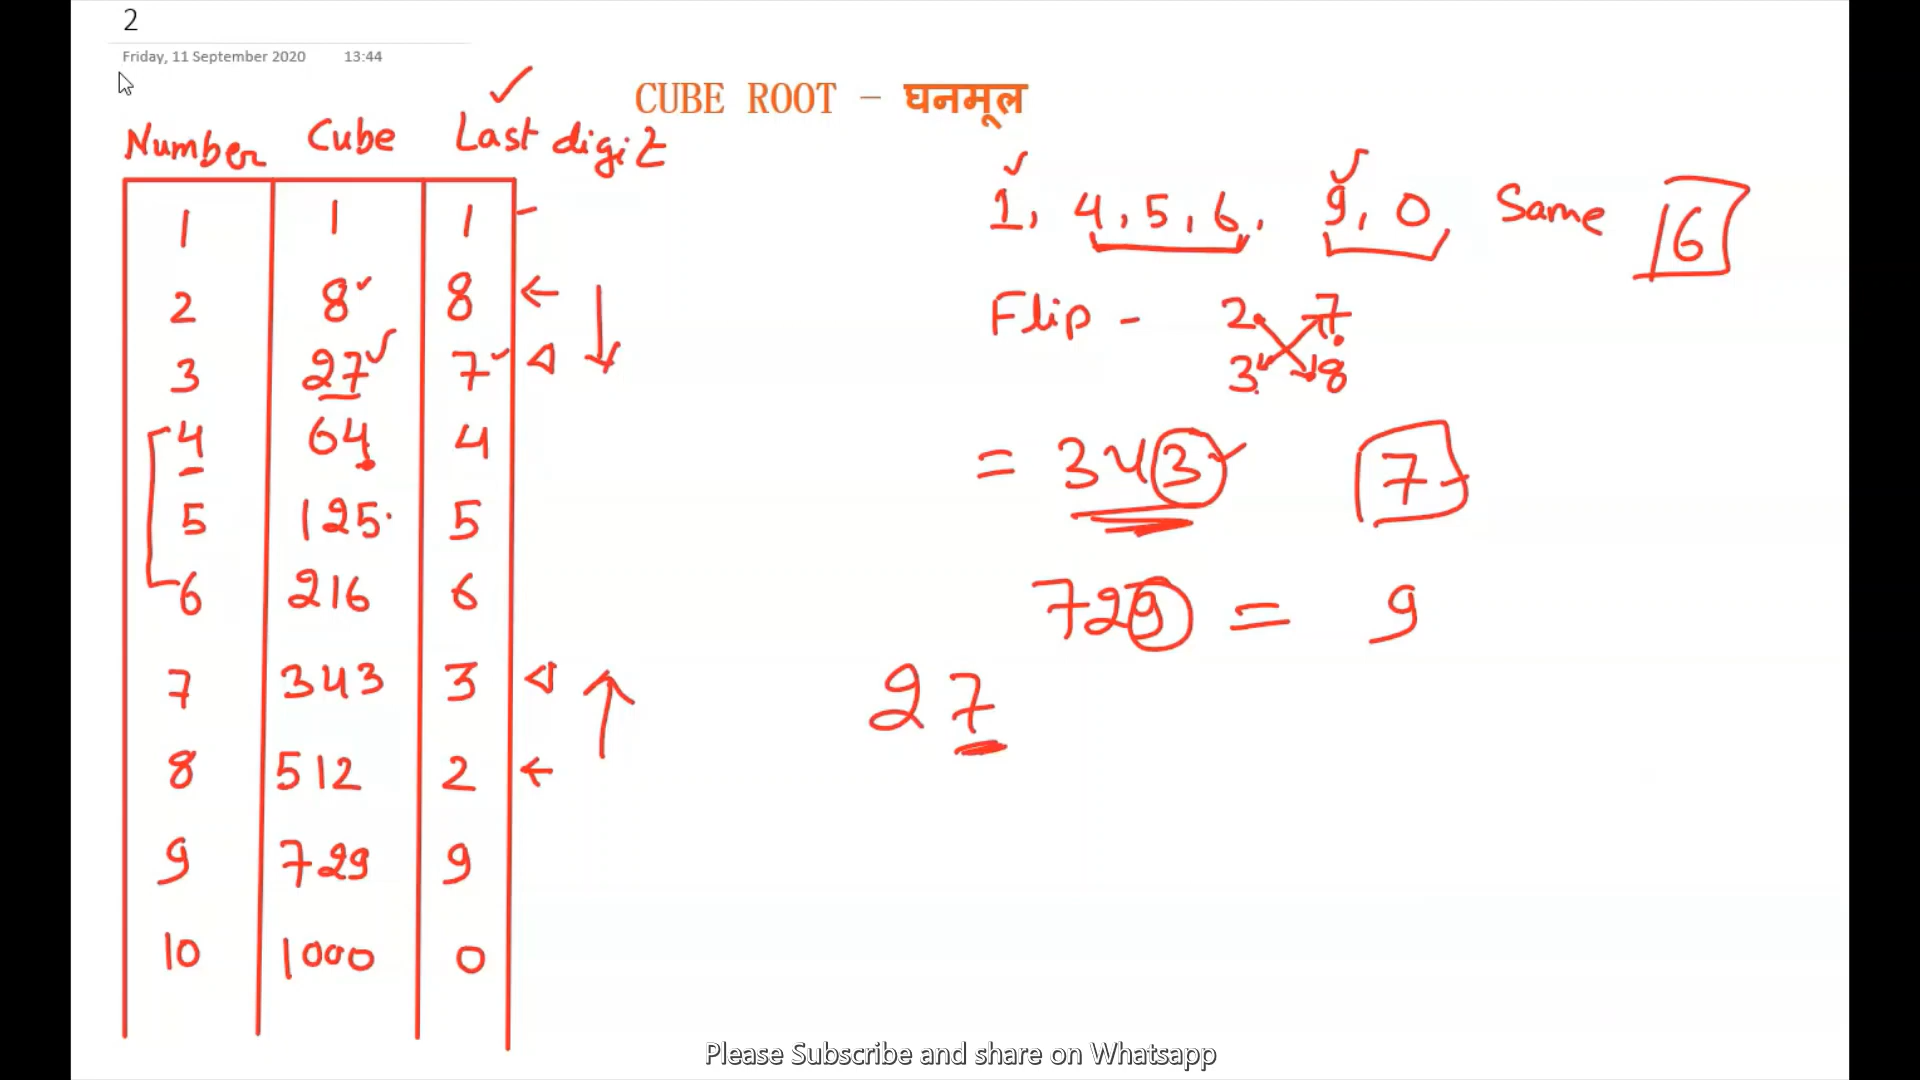 2
Friday, 11 September 2020 13:44
CUBE ROOT - घनमूल
Number Cube Last digit
1 1 1
2 8 8
3 27 7
4 64 4
5 125 5
6 216 6
7 343 3
8 512 2
9 729 9
10 1000 0
1, 4, 5, 6, 9, 0, Same 6
Flip - 2 7
3 8
= 343 7
729 = 9
27
Please Subscribe and share on Whatsapp